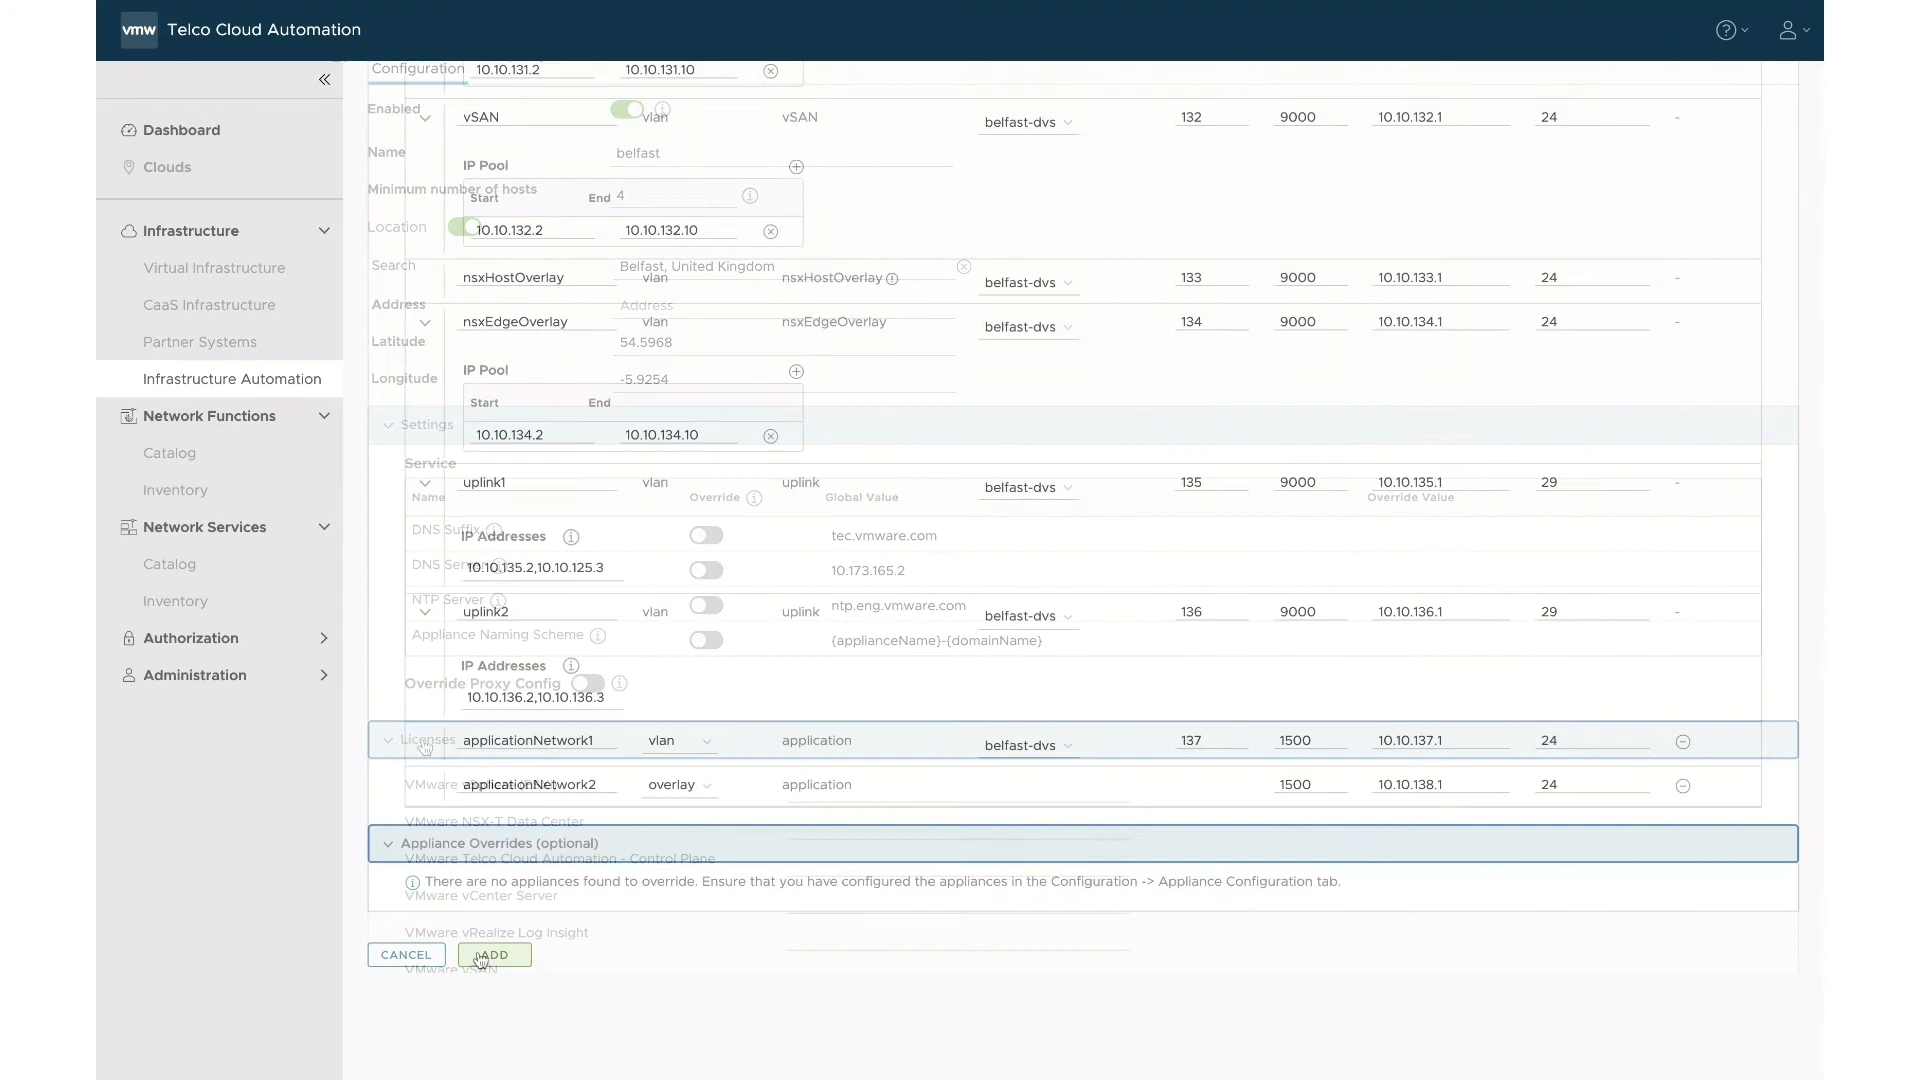 vmw Telco Cloud Automation
Configuration 10.10.131.2 10.10.131.10
Dashboard
Clouds
Infrastructure
Virtual Infrastructure
CaaS Infrastructure
Partner Systems
Infrastructure Automation
Network Functions
Catalog
Inventory
Network Services
Catalog
Inventory
Authorization
Administration
Enabled
vSAN vlan vSAN belfast-dvs 132 9000 10.10.132.1 24 -
Name belfast
IP Pool
Minimum number of hosts 4
Start End
Location
10.10.132.2 10.10.132.10
Search Belfast, United Kingdom
nsxHostOverlay vlan nsxHostOverlay belfast-dvs 133 9000 10.10.133.1 24 -
Address Address
nsxEdgeOverlay vlan nsxEdgeOverlay belfast-dvs 134 9000 10.10.134.1 24 -
Latitude 54.5968
IP Pool
Longitude -5.9254
Start End
Settings
10.10.134.2 10.10.134.10
Service
uplink1 vlan uplink belfast-dvs 135 9000 10.10.135.1 29 -
Name Override Global Value Override Value
DNS Suffix tec.vmware.com
IP Addresses
DNS Server 10.173.165.2
10.10.135.2,10.10.125.3
NTP Server ntp.eng.vmware.com
uplink2 vlan uplink belfast-dvs 136 9000 10.10.136.1 29 -
Appliance Naming Scheme {applianceName}-{domainName}
IP Addresses
Override Proxy Config
10.10.136.2,10.10.136.3
Licenses
applicationNetwork1 vlan application belfast-dvs 137 1500 10.10.137.1 24
VMware
applicationNetwork2 overlay application 1500 10.10.138.1 24
VMware NSX-T Data Center
Appliance Overrides (optional)
VMware Telco Cloud Automation - Control Plane
There are no appliances found to override. Ensure that you have configured the appliances in the Configuration -> Appliance Configuration tab.
VMware vCenter Server
VMware vRealize Log Insight
CANCEL ADD
VMware vSAN